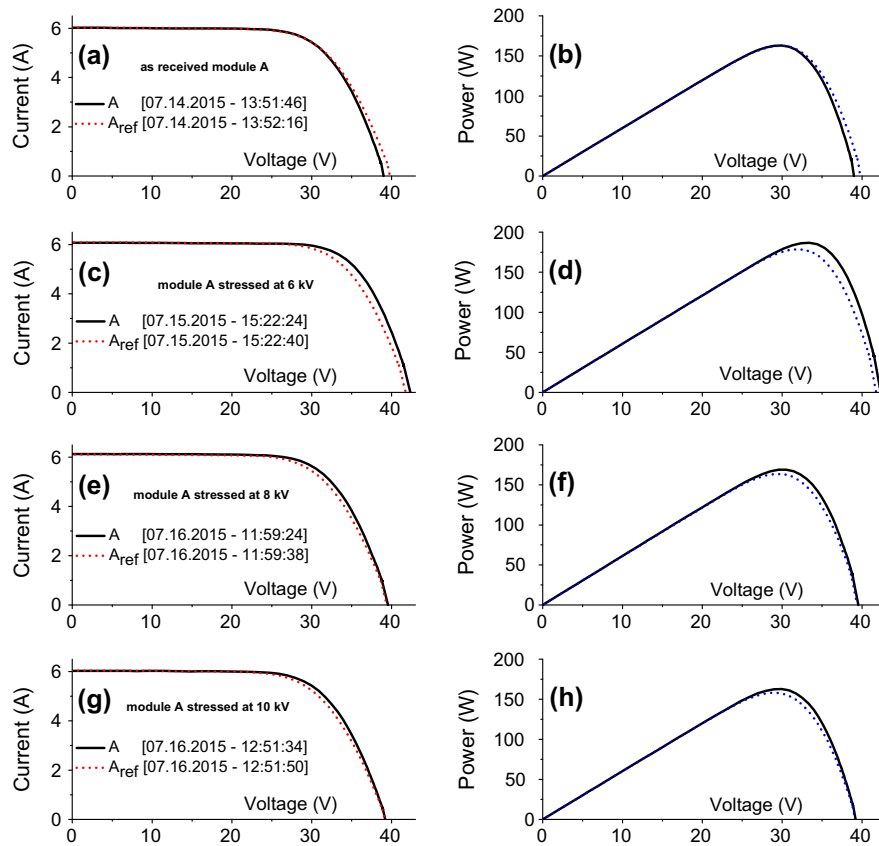 (a)
Current (A)
6
4
2
0
as received module A
A [07.14.2015 - 13:51:46]
Aref [07.14.2015 - 13:52:16]
Voltage (V)
0 10 20 30 40
(b)
Power (W)
200
150
100
50
0
Voltage (V)
0 10 20 30 40
(c)
Current (A)
6
4
2
0
module A stressed at 6 kV
A [07.15.2015 - 15:22:24]
Aref [07.15.2015 - 15:22:40]
Voltage (V)
0 10 20 30 40
(d)
Power (W)
200
150
100
50
0
Voltage (V)
0 10 20 30 40
(e)
Current (A)
6
4
2
0
module A stressed at 8 kV
A [07.16.2015 - 11:59:24]
Aref [07.16.2015 - 11:59:38]
Voltage (V)
0 10 20 30 40
(f)
Power (W)
200
150
100
50
0
Voltage (V)
0 10 20 30 40
(g)
Current (A)
6
4
2
0
module A stressed at 10 kV
A [07.16.2015 - 12:51:34]
Aref [07.16.2015 - 12:51:50]
Voltage (V)
0 10 20 30 40
(h)
Power (W)
200
150
100
50
0
Voltage (V)
0 10 20 30 40